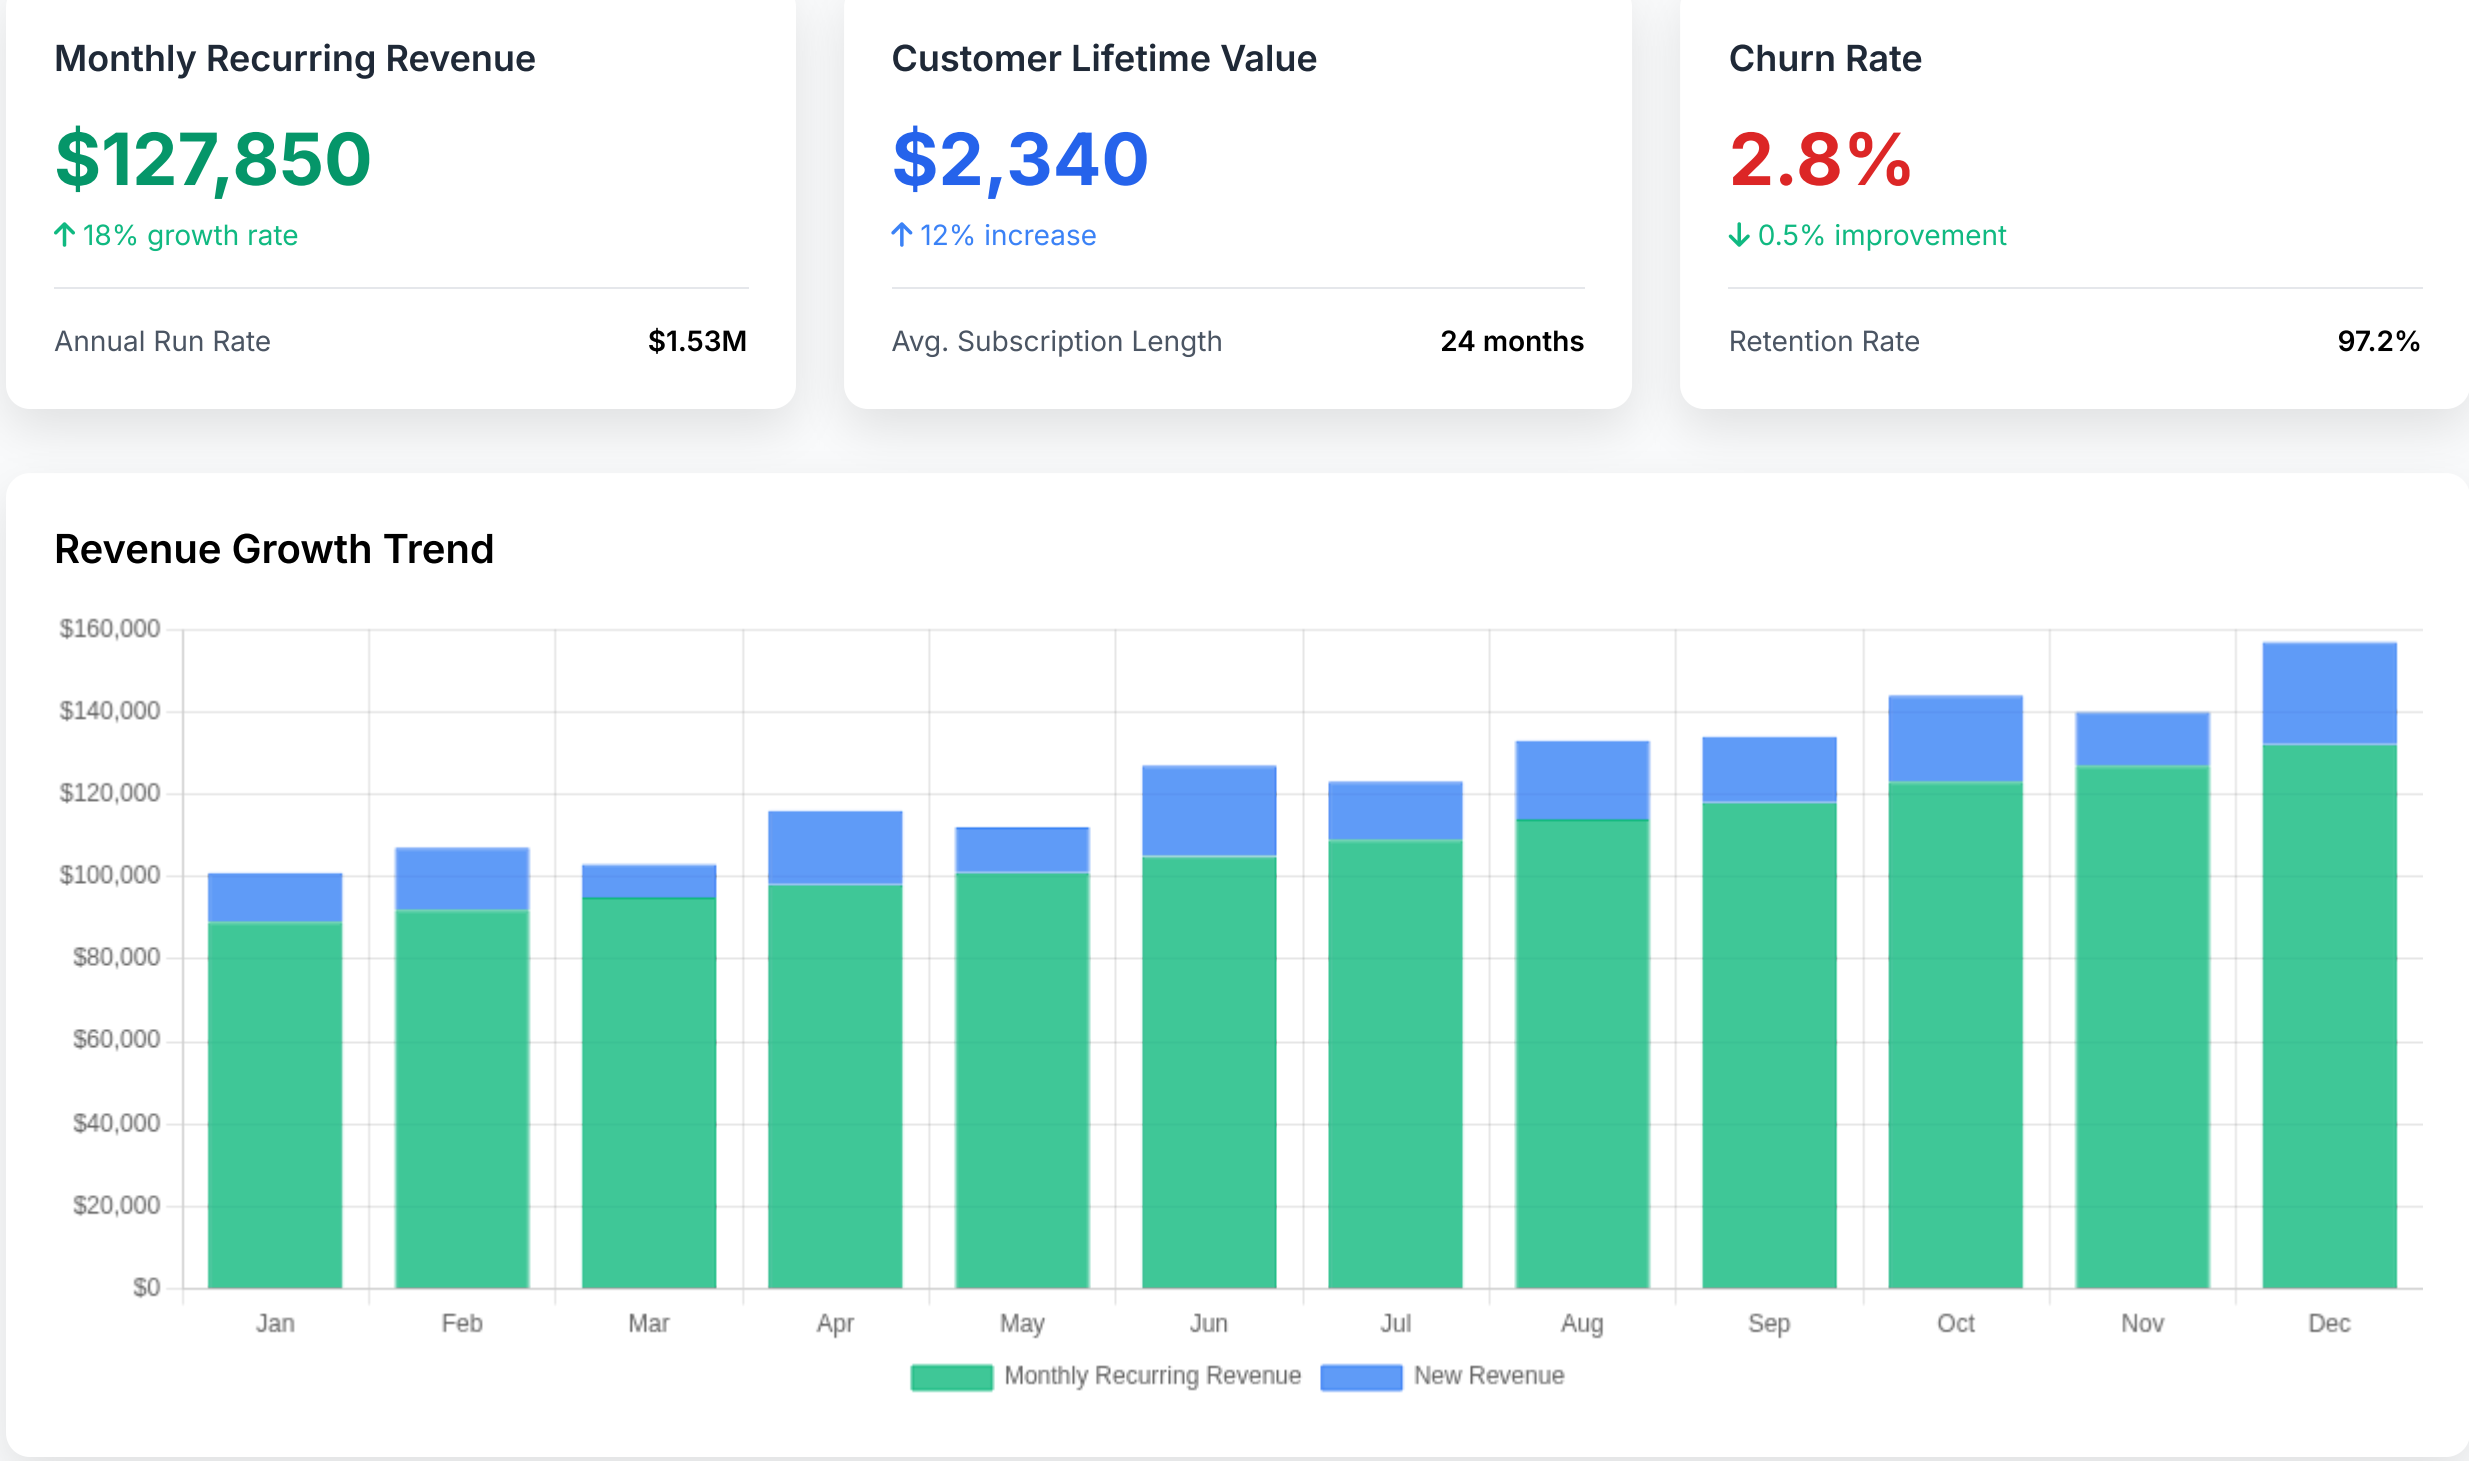 Monthly Recurring Revenue
$127,850
↑ 18% growth rate
Annual Run Rate $1.53M
Customer Lifetime Value
$2,340
↑ 12% increase
Avg. Subscription Length 24 months
Churn Rate
2.8%
↓ 0.5% improvement
Retention Rate 97.2%
Revenue Growth Trend
$160,000
$140,000
$120,000
$100,000
$80,000
$60,000
$40,000
$20,000
$0
Jan Feb Mar Apr May Jun Jul Aug Sep Oct Nov Dec
Monthly Recurring Revenue New Revenue